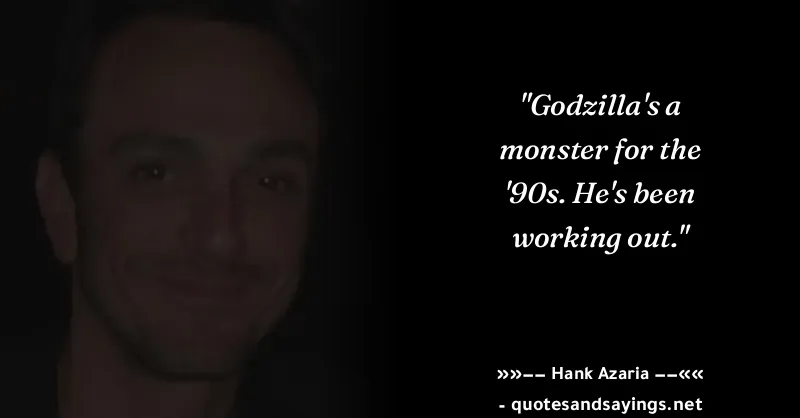 "Godzilla's a
monster for the
'90s. He's been
working out."
»»–– Hank Azaria ––««
- quotesandsayings.net